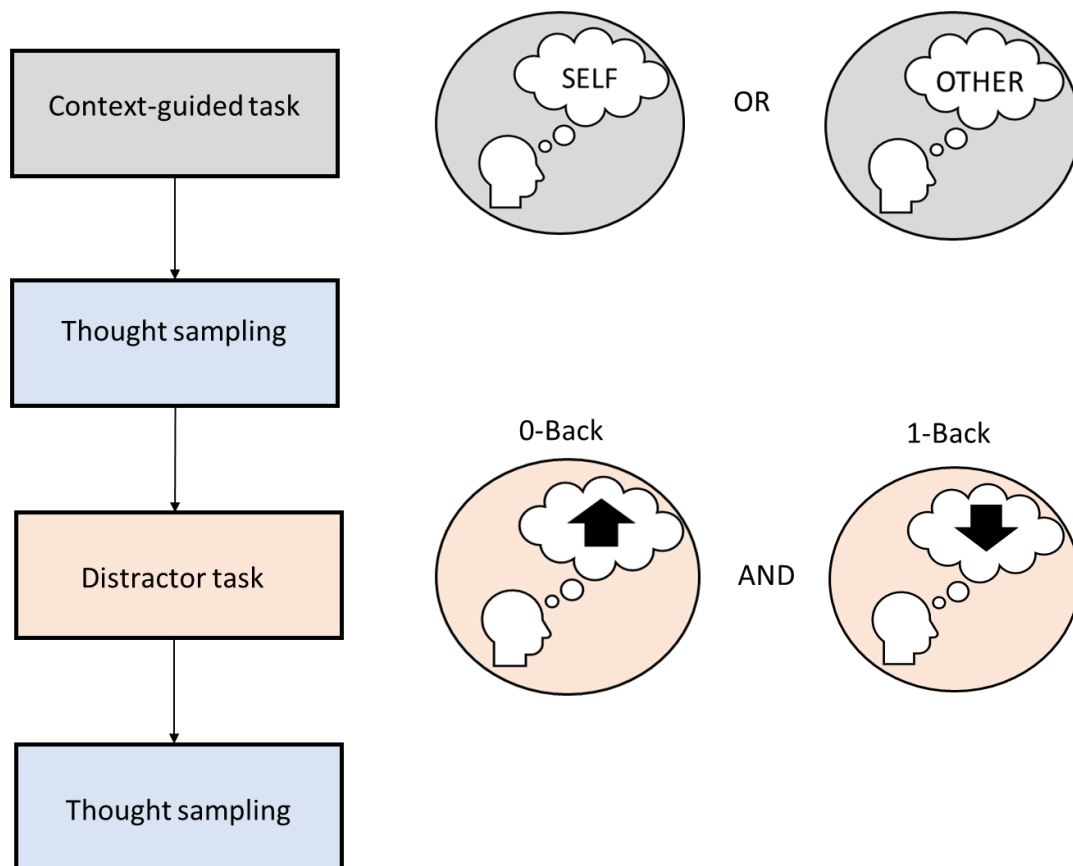 Context-guided task
SELF
OR
OTHER
Thought sampling
0-Back
1-Back
Distractor task
AND
Thought sampling